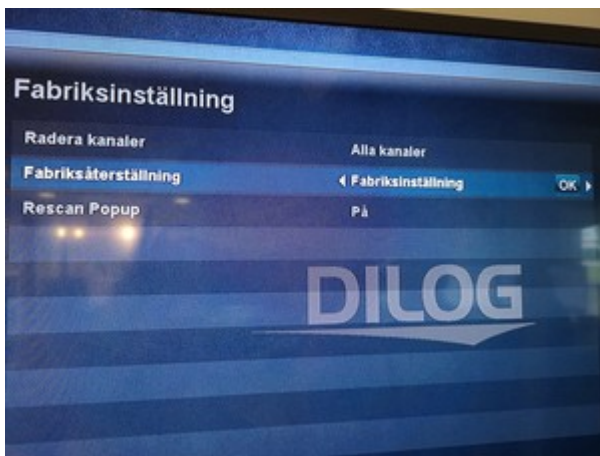 Fabriksinställning
Radera kanaler Alla kanaler
Fabriksåterställning Fabriksinställning OK
Rescan Popup På
DILOG